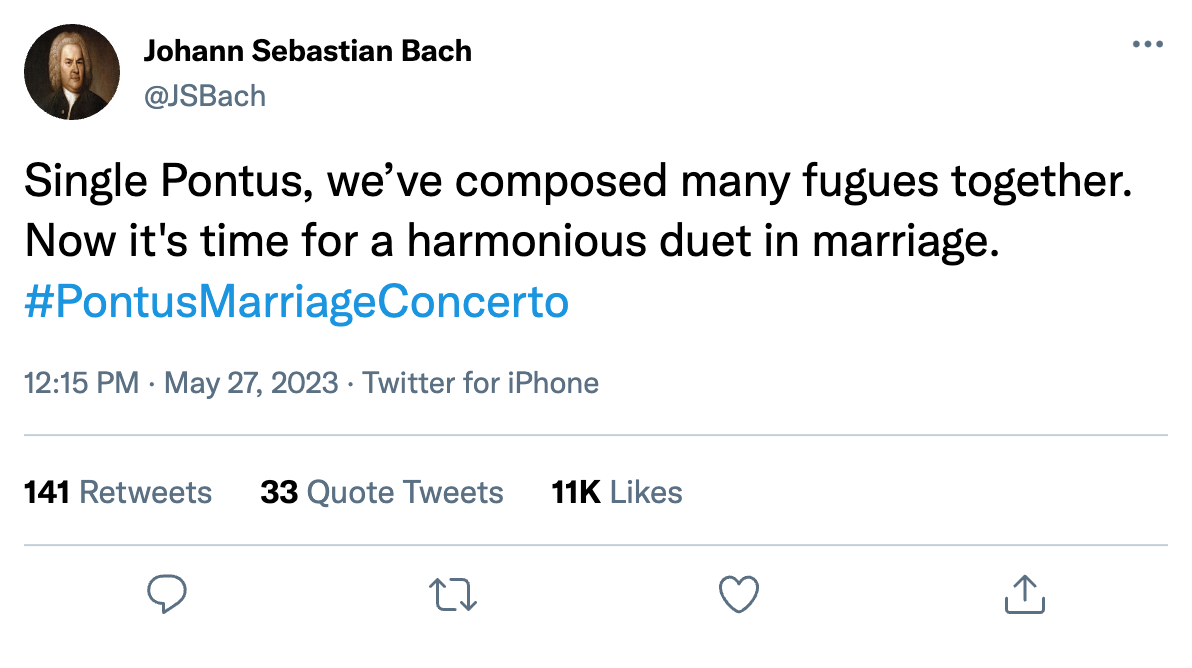 Johann Sebastian Bach
@JSBach
Single Pontus, we’ve composed many fugues together.
Now it's time for a harmonious duet in marriage.
#PontusMarriageConcerto
12:15 PM · May 27, 2023 · Twitter for iPhone
141 Retweets 33 Quote Tweets 11K Likes